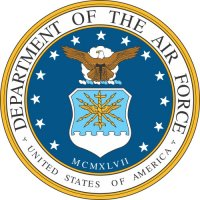 DEPARTMENT OF THE AIR FORCE
MCMXLVII
UNITED STATES OF AMERICA